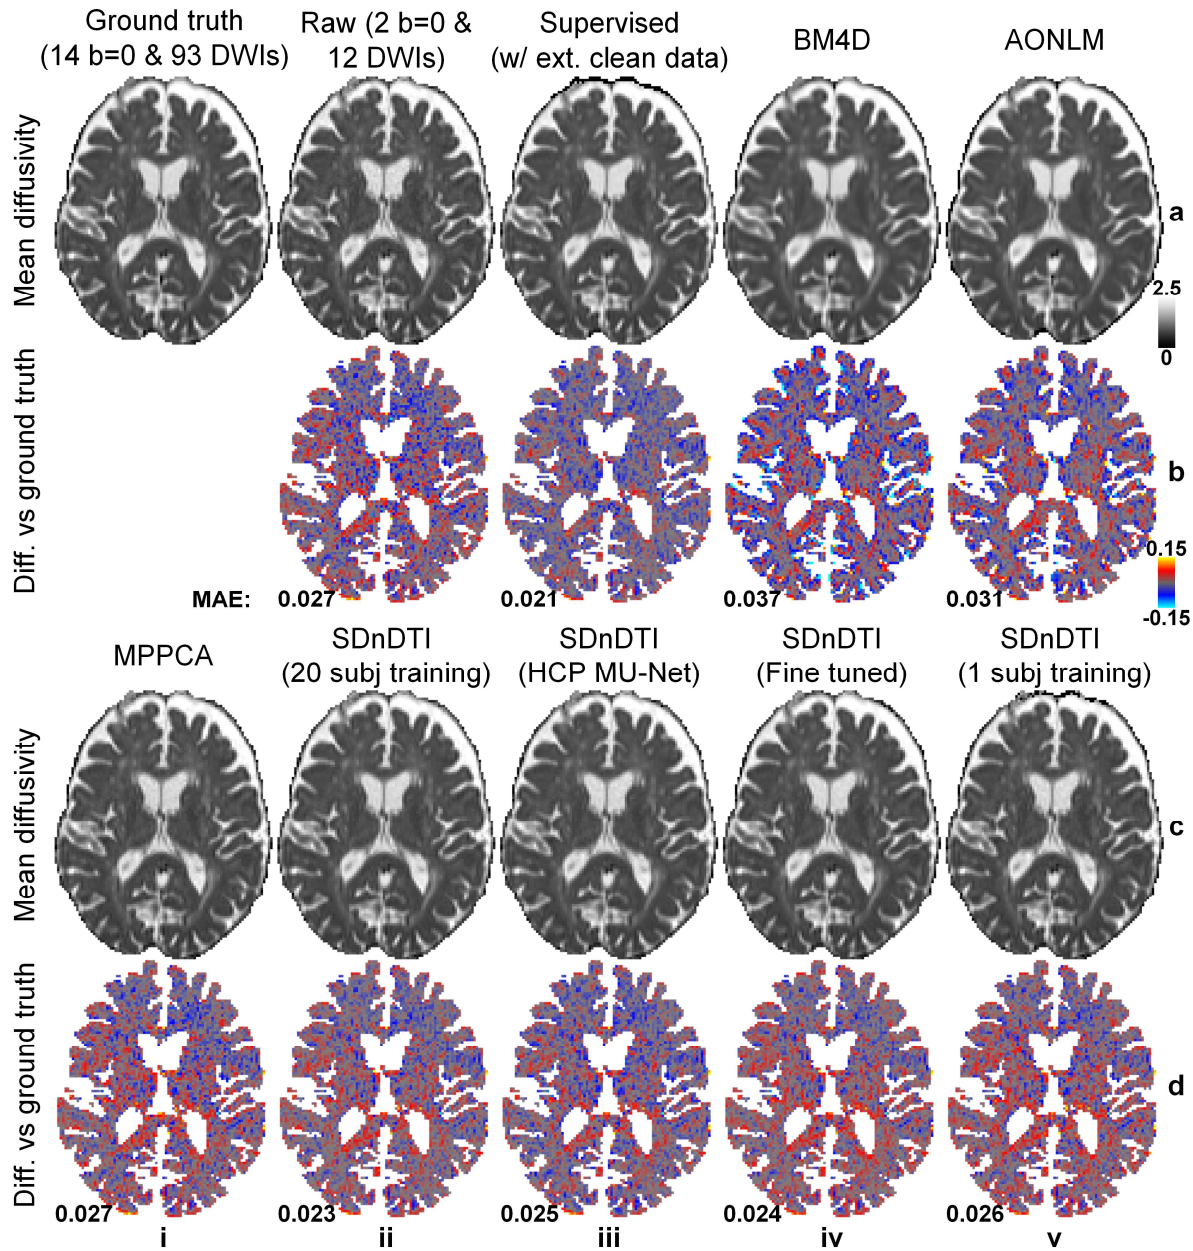 Ground truth
(14 b=0 & 93 DWIs)
Raw (2 b=0 &
12 DWIs)
Supervised
(w/ ext. clean data)
BM4D
AONLM
Mean diffusivity
a
2.5
0
Diff. vs ground truth
b
0.15
-0.15
MAE:
0.027
0.021
0.037
0.031
MPPCA
SDnDTI
(20 subj training)
SDnDTI
(HCP MU-Net)
SDnDTI
(Fine tuned)
SDnDTI
(1 subj training)
Mean diffusivity
c
Diff. vs ground truth
d
0.027
0.023
0.025
0.024
0.026
i
ii
iii
iv
v